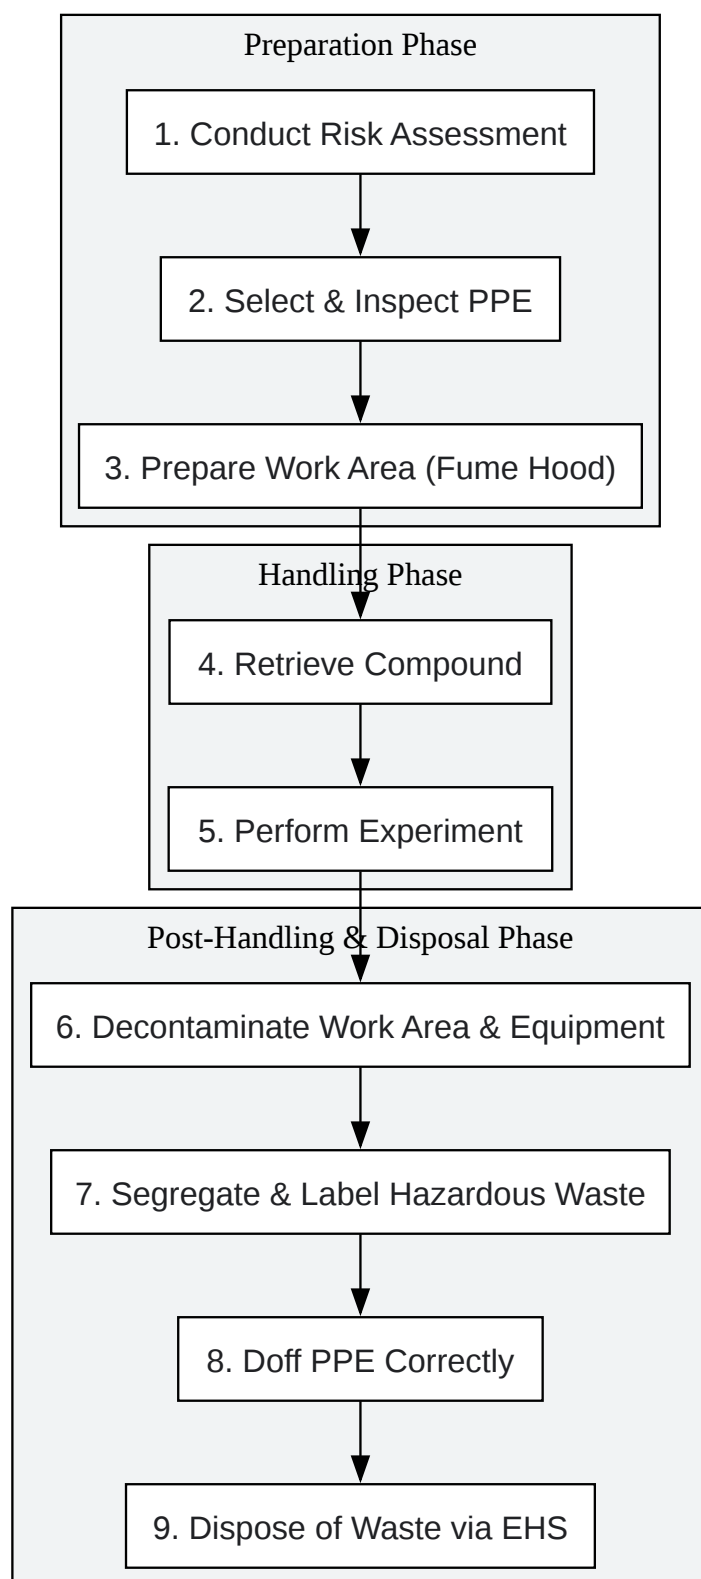 Preparation Phase
1. Conduct Risk Assessment
2. Select & Inspect PPE
3. Prepare Work Area (Fume Hood)
Handling Phase
4. Retrieve Compound
5. Perform Experiment
Post-Handling & Disposal Phase
6. Decontaminate Work Area & Equipment
7. Segregate & Label Hazardous Waste
8. Doff PPE Correctly
9. Dispose of Waste via EHS